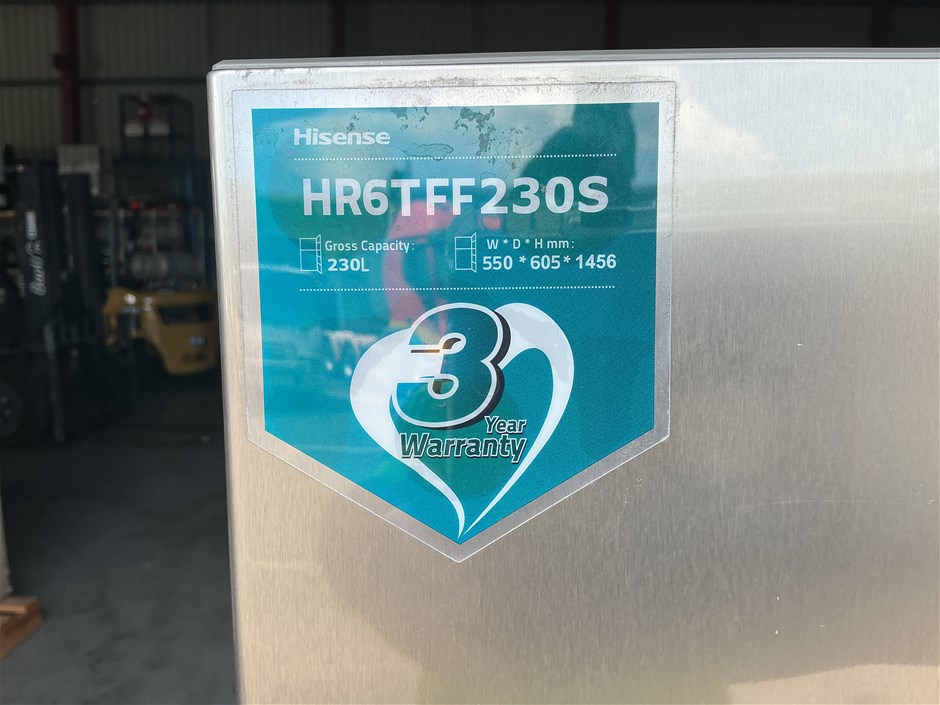 Hisense
HR6TFF230S
Gross Capacity:
230L
W * D * H mm:
550 * 605 * 1456
3
Year
Warranty